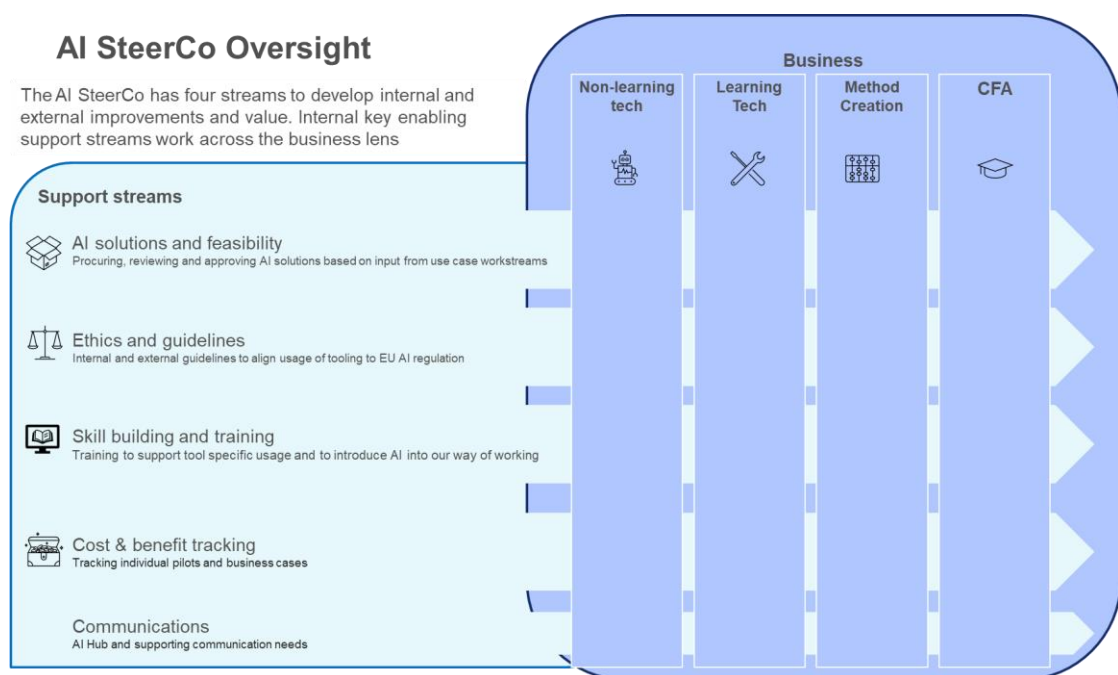 AI SteerCo Oversight
The AI SteerCo has four streams to develop internal and
external improvements and value. Internal key enabling
support streams work across the business lens
Business
Non-learning
tech
Learning
Tech
Method
Creation
CFA
Support streams
AI solutions and feasibility
Procuring, reviewing and approving AI solutions based on input from use case workstreams
Ethics and guidelines
Internal and external guidelines to align usage of tooling to EU AI regulation
Skill building and training
Training to support tool specific usage and to introduce AI into our way of working
Cost & benefit tracking
Tracking individual pilots and business cases
Communications
AI Hub and supporting communication needs